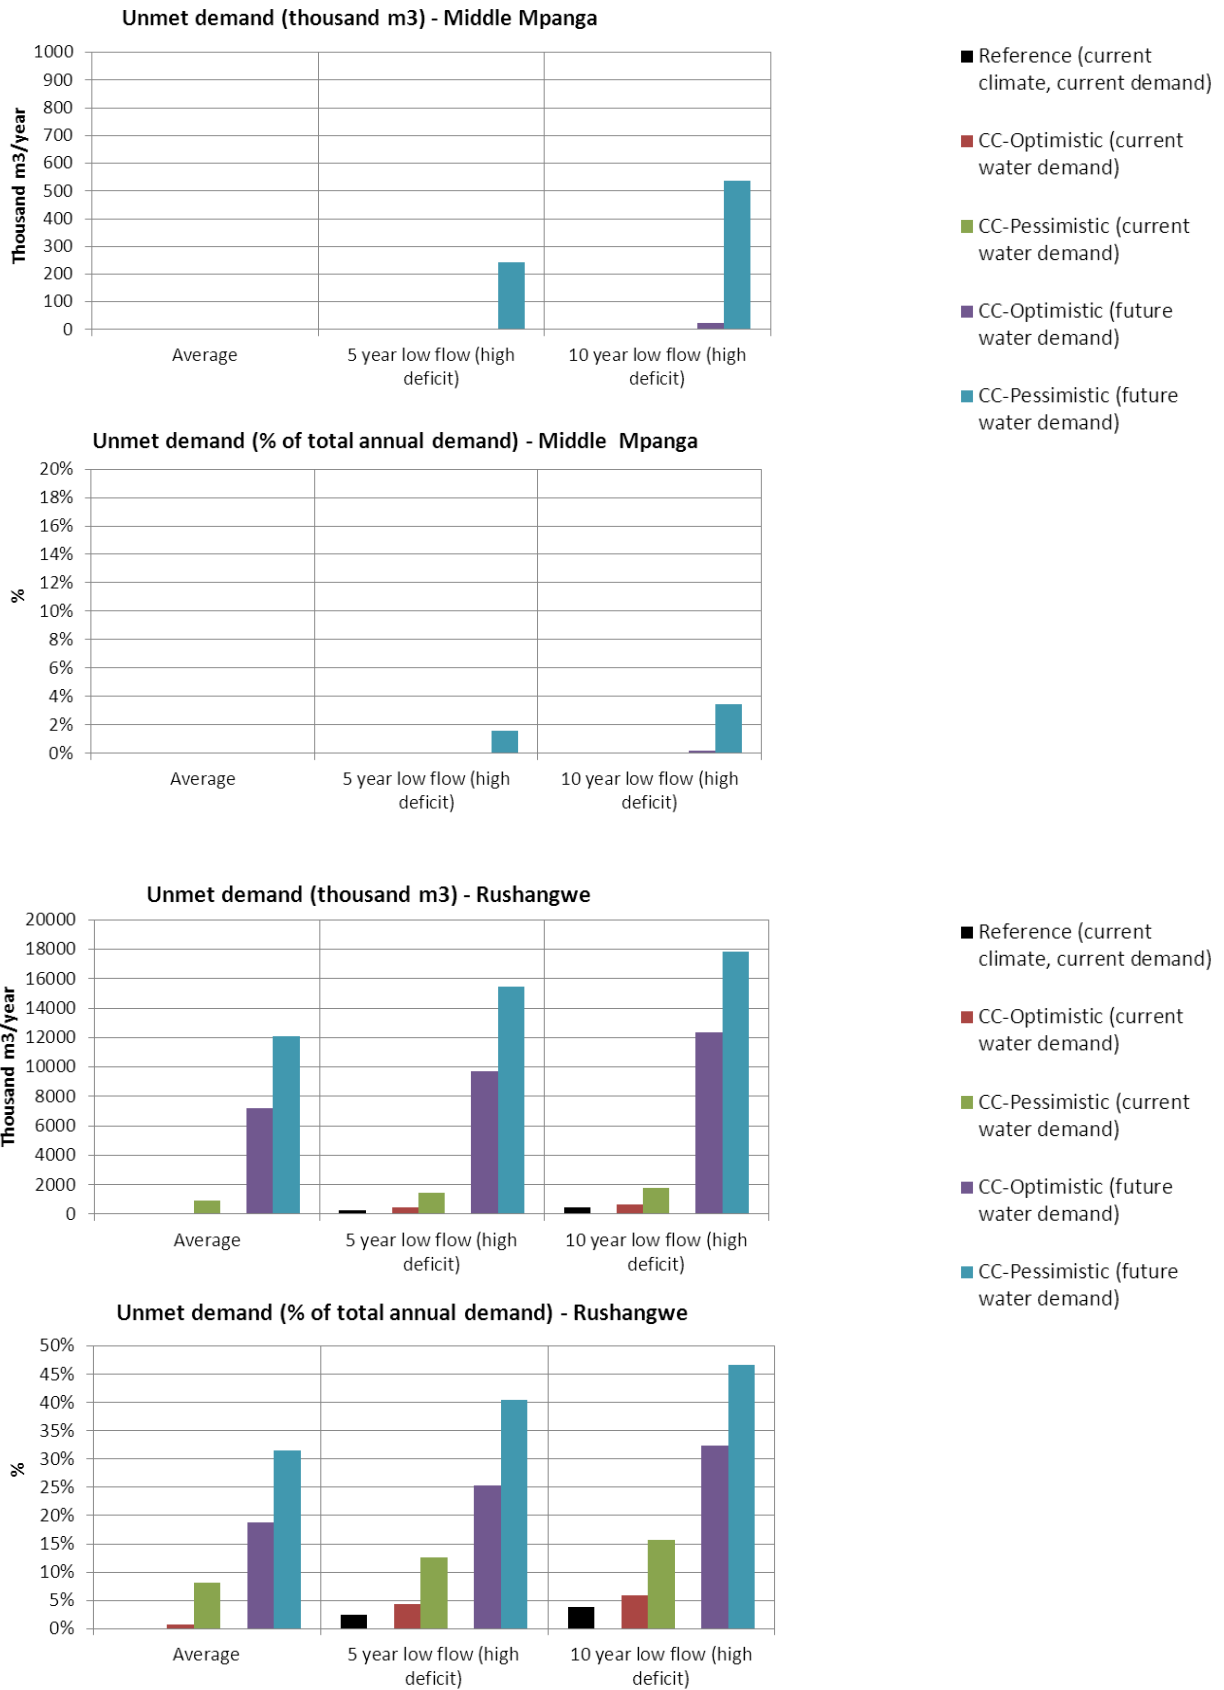 Unmet demand (thousand m3) - Middle Mpanga
1000
900
800
700
600
500
400
300
200
100
0
Thousand m3/year
Average
5 year low flow (high
deficit)
10 year low flow (high
deficit)
Reference (current
climate, current demand)
CC-Optimistic (current
water demand)
CC-Pessimistic (current
water demand)
CC-Optimistic (future
water demand)
CC-Pessimistic (future
water demand)
Unmet demand (% of total annual demand) - Middle Mpanga
20%
18%
16%
14%
12%
10%
8%
6%
4%
2%
0%
%
Average
5 year low flow (high
deficit)
10 year low flow (high
deficit)
Unmet demand (thousand m3) - Rushangwe
20000
18000
16000
14000
12000
10000
8000
6000
4000
2000
0
Thousand m3/year
Average
5 year low flow (high
deficit)
10 year low flow (high
deficit)
Reference (current
climate, current demand)
CC-Optimistic (current
water demand)
CC-Pessimistic (current
water demand)
CC-Optimistic (future
water demand)
CC-Pessimistic (future
water demand)
Unmet demand (% of total annual demand) - Rushangwe
50%
45%
40%
35%
30%
25%
20%
15%
10%
5%
0%
%
Average
5 year low flow (high
deficit)
10 year low flow (high
deficit)